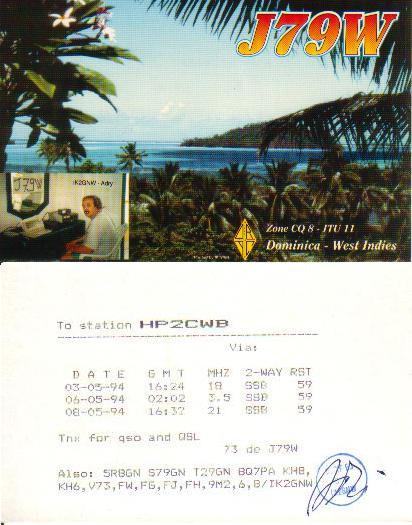 J79W
J79W
IK2GNW - Adry
Zone CQ 8 - ITU 11
Dominica - West Indies
To station HP2CWB
Via:
DATE GMT MHZ 2-WAY RST
03-05-94 16:24 18 SSB 59
06-05-94 02:02 3.5 SSB 59
08-05-94 16:37 21 SSB 59
Tnx for qso and QSL
73 de J79W
Also: 5R8GN S79GN T29GN BQ7PA KH8,
KH6,V73,FW,FG,FJ,FH,9M2,6,8/IK2GNW